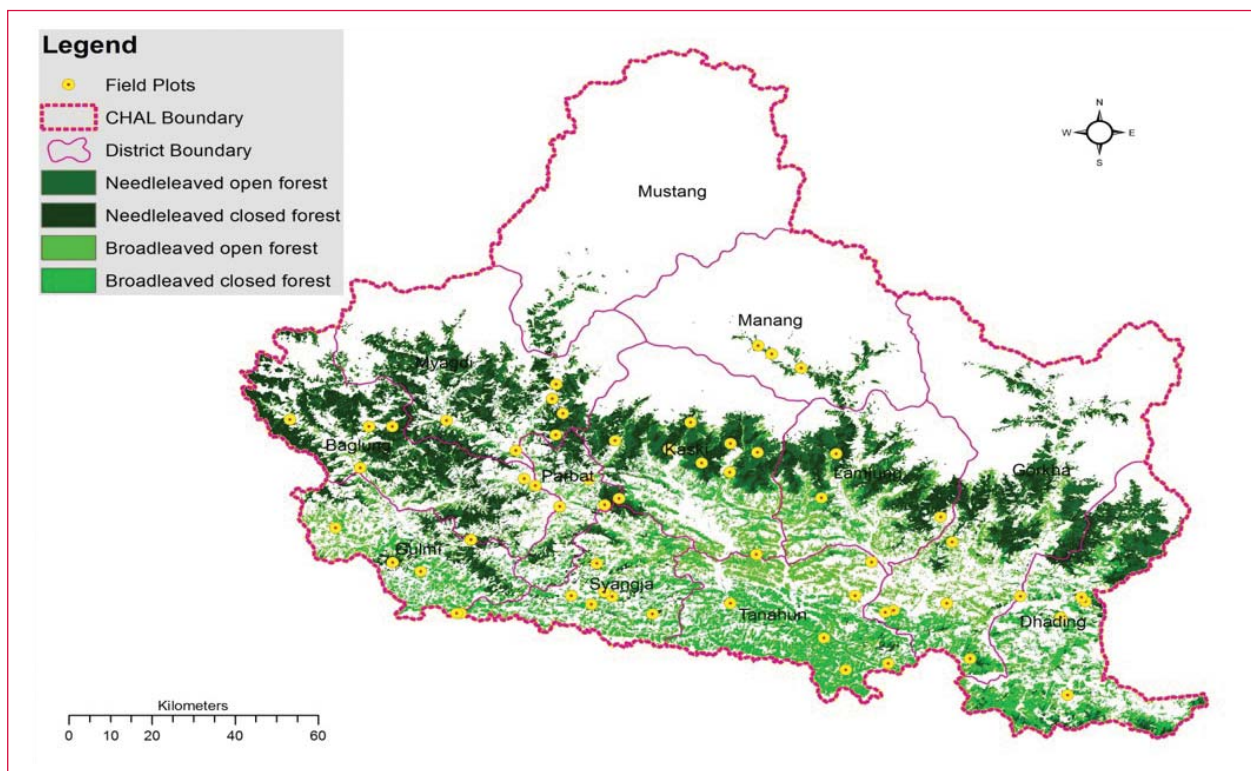 Legend
Field Plots
CHAL Boundary
District Boundary
Needleleaved open forest
Needleleaved closed forest
Broadleaved open forest
Broadleaved closed forest
N
W E
S
Mustang
Manang
Myagdi
Baglung
Kaski
Lamjung
Gorkha
Parbat
Gulmi
Syangja
Tanahun
Dhading
Kilometers
0 10 20 40 60